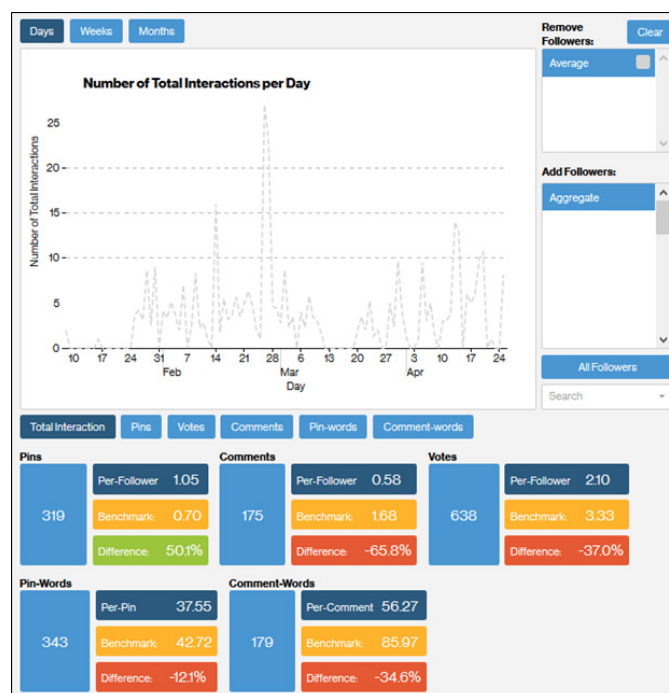 Days
Weeks
Months
Remove
Followers:
Clear
Average
Number of Total Interactions per Day
Number of Total Interactions
25
20
15
10
5
0
10 17 24 31 7 14 21 28 6 13 20 27 3 10 17 24
Feb Mar Apr
Day
Add Followers:
Aggregate
All Followers
Search
Total Interaction
Pins
Votes
Comments
Pin-words
Comment-words
Pins
319
Per-Follower 1.05
Benchmark: 0.70
Difference: 50.1%
Comments
175
Per-Follower 0.58
Benchmark: 1.68
Difference: -65.8%
Votes
638
Per-Follower 2.10
Benchmark: 3.33
Difference: -37.0%
Pin-Words
343
Per-Pin 37.55
Benchmark: 42.72
Difference: -12.1%
Comment-Words
179
Per-Comment 56.27
Benchmark: 85.97
Difference: -34.6%